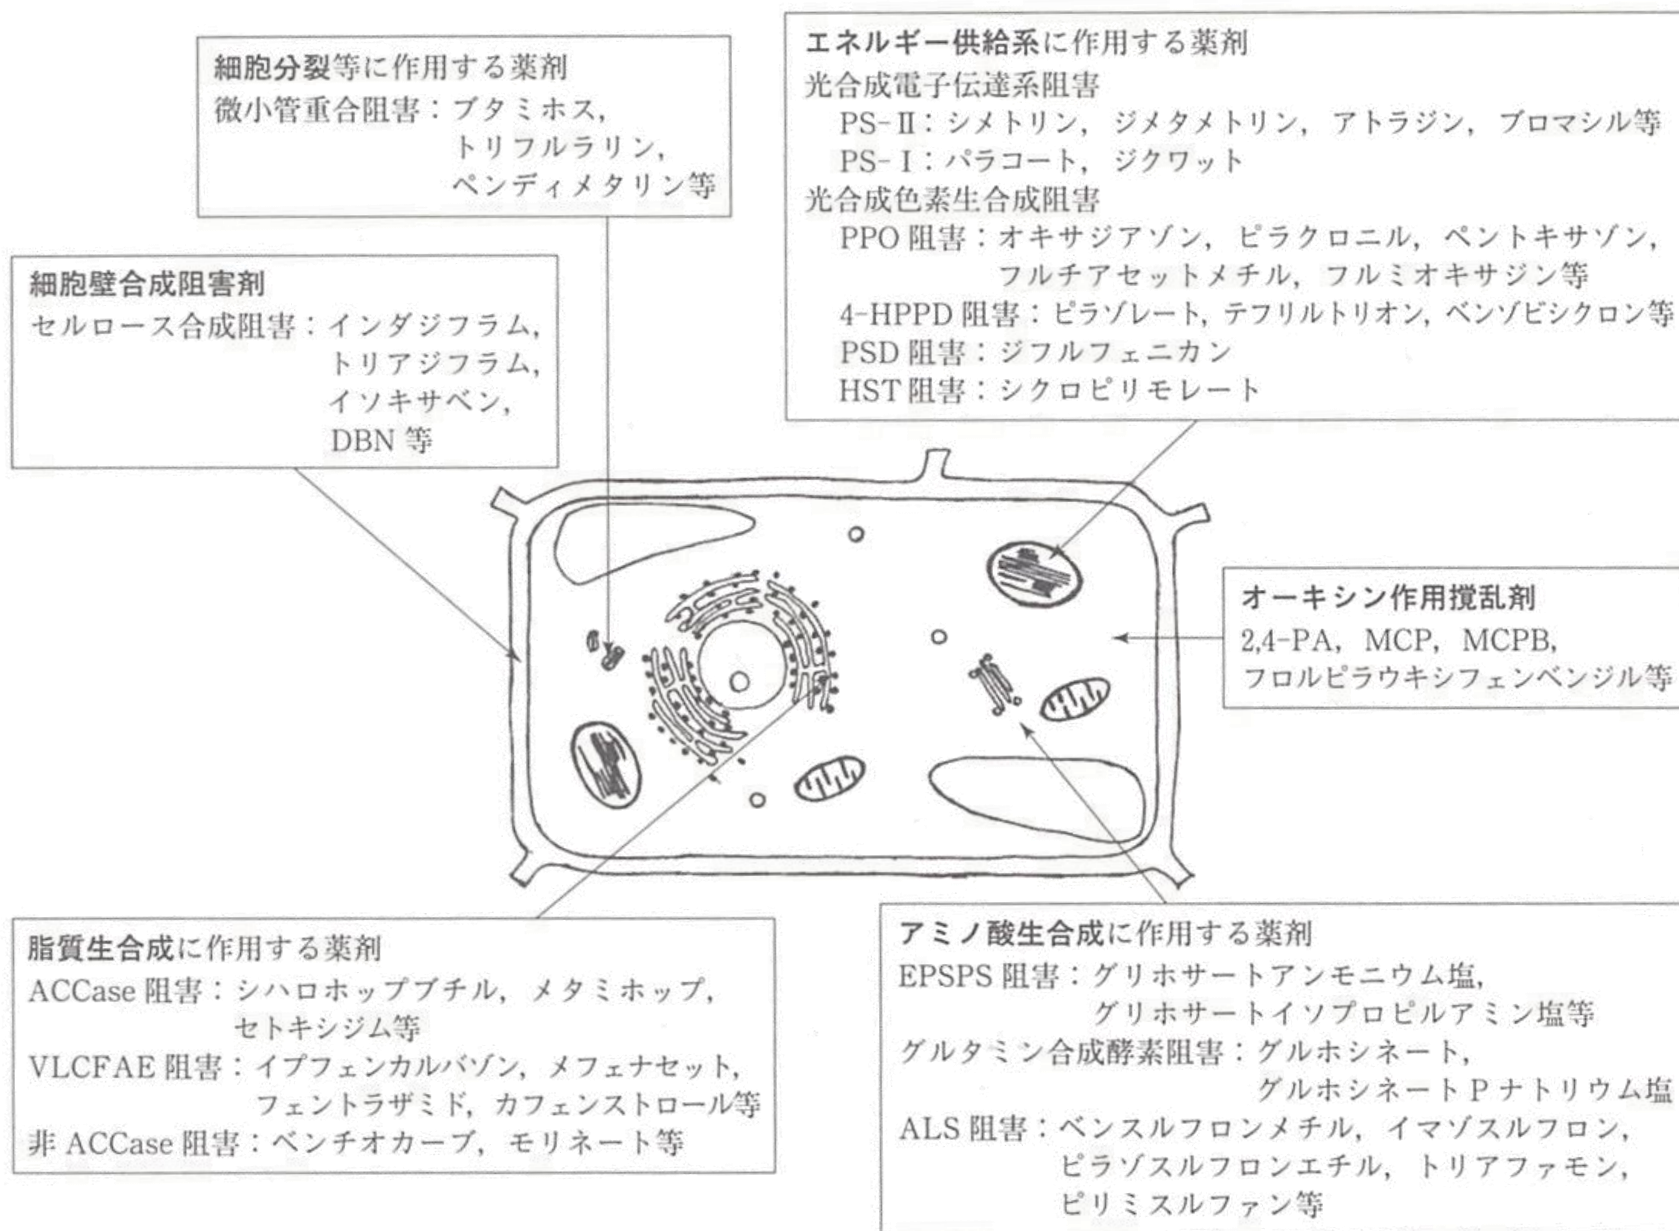 細胞分裂等に作用する薬剤
微小管重合阻害：ブタミホス，
トリフルラリン，
ペンディメタリン等
エネルギー供給系に作用する薬剤
光合成電子伝達系阻害
PS-Ⅱ：シメトリン，ジメタメトリン，アトラジン，ブロマシル等
PS-Ⅰ：パラコート，ジクワット
光合成色素生合成阻害
PPO 阻害：オキサジアゾン，ピラクロニル，ペントキサゾン，
フルチアセットメチル，フルミオキサジン等
4-HPPD 阻害：ピラゾレート，テフリルトリオン，ベンゾビシクロン等
PSD 阻害：ジフルフェニカン
HST 阻害：シクロピリモレート
細胞壁合成阻害剤
セルロース合成阻害：インダジフラム，
トリアジフラム，
イソキサベン，
DBN 等
オーキシン作用撹乱剤
2,4-PA，MCP，MCPB，
フロルピラウキシフェンベンジル等
脂質生合成に作用する薬剤
ACCase 阻害：シハロホップブチル，メタミホップ，
セトキシジム等
VLCFAE 阻害：イプフェンカルバゾン，メフェナセット，
フェントラザミド，カフェンストロール等
非 ACCase 阻害：ベンチオカーブ，モリネート等
アミノ酸生合成に作用する薬剤
EPSPS 阻害：グリホサートアンモニウム塩，
グリホサートイソプロピルアミン塩等
グルタミン合成酵素阻害：グルホシネート，
グルホシネート P ナトリウム塩
ALS 阻害：ベンスルフロンメチル，イマゾスルフロン，
ピラゾスルフロンエチル，トリアファモン，
ピリミスルファン等